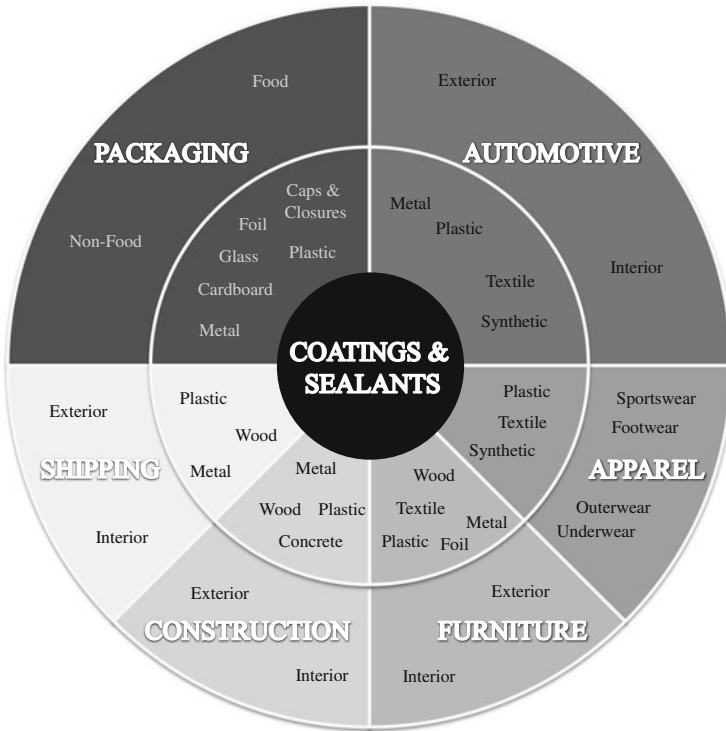 Food
PACKAGING
Non-Food
Caps &
Closures
Foil
Glass
Plastic
Cardboard
Metal
Exterior
AUTOMOTIVE
Interior
Metal
Plastic
Textile
Synthetic
COATINGS &
SEALANTS
Exterior
SHIPPING
Interior
Plastic
Wood
Metal
Metal
Wood
Plastic
Concrete
Exterior
CONSTRUCTION
Interior
Wood
Textile
Metal
Plastic
Foil
Exterior
FURNITURE
Interior
Plastic
Textile
Synthetic
Sportswear
Footwear
APPAREL
Outerwear
Underwear